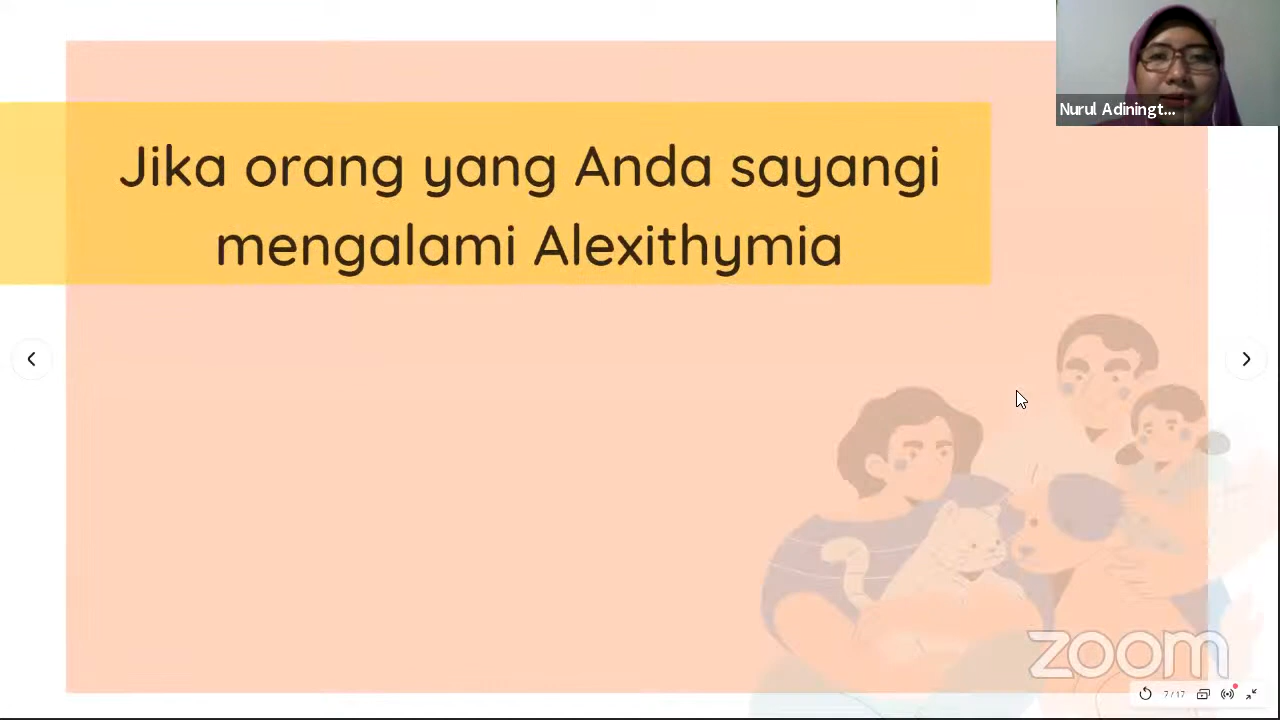 Jika orang yang Anda sayangi
mengalami Alexithymia
Nurul Adiningt...
zoom
7/17